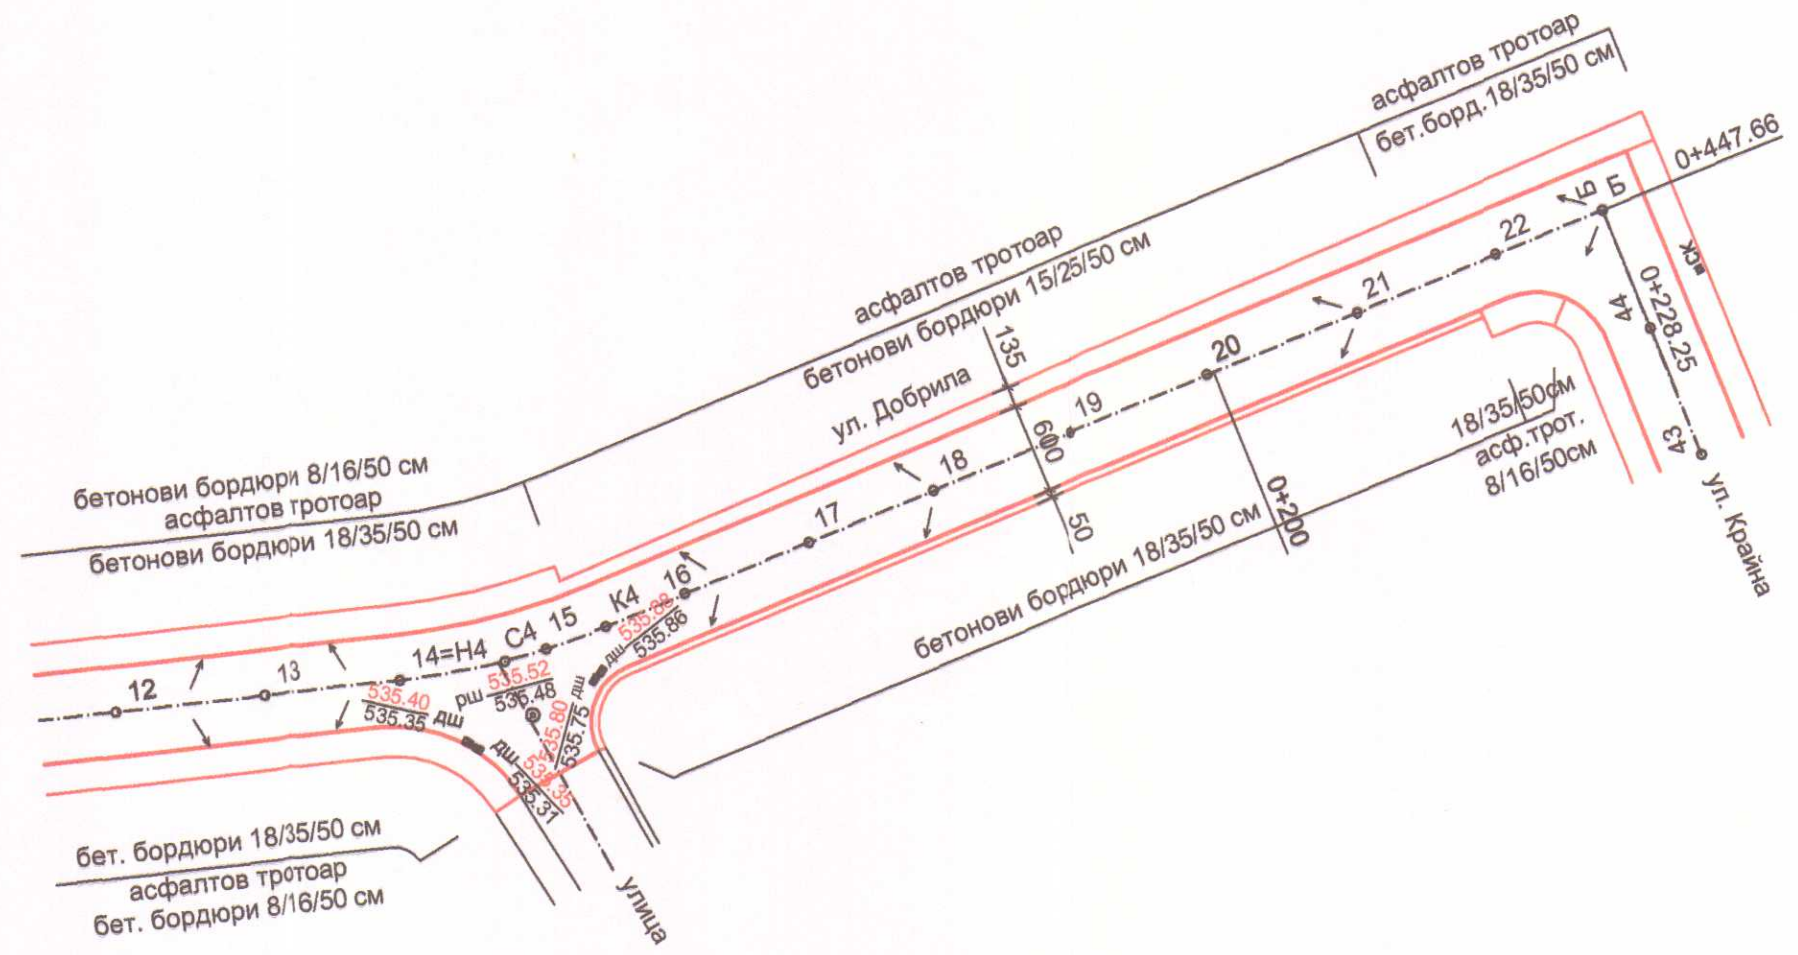 асфалтов тротоар
бет.борд.18/35/50 см
0+447.66
Б
5
22
ск
0+228.25
44
43
ул. Крайна
асфалтов тротоар
бетонови бордюри 15/25/50 см
135
600
50
ул. Добрила
21
20
19
18
17
16
0+200
18/35/50см
асф.трот.
8/16/50см
бетонови бордюри 18/35/50 см
бетонови бордюри 8/16/50 см
асфалтов тротоар
бетонови бордюри 18/35/50 см
12
13
14=Н4
С4
15
К4
535.88
535.86
дш
535.40
535.35
дш
рш
535.52
535.48
535.80
535.75
дш
дш
535.35
535.31
улица
бет. бордюри 18/35/50 см
асфалтов тротоар
бет. бордюри 8/16/50 см